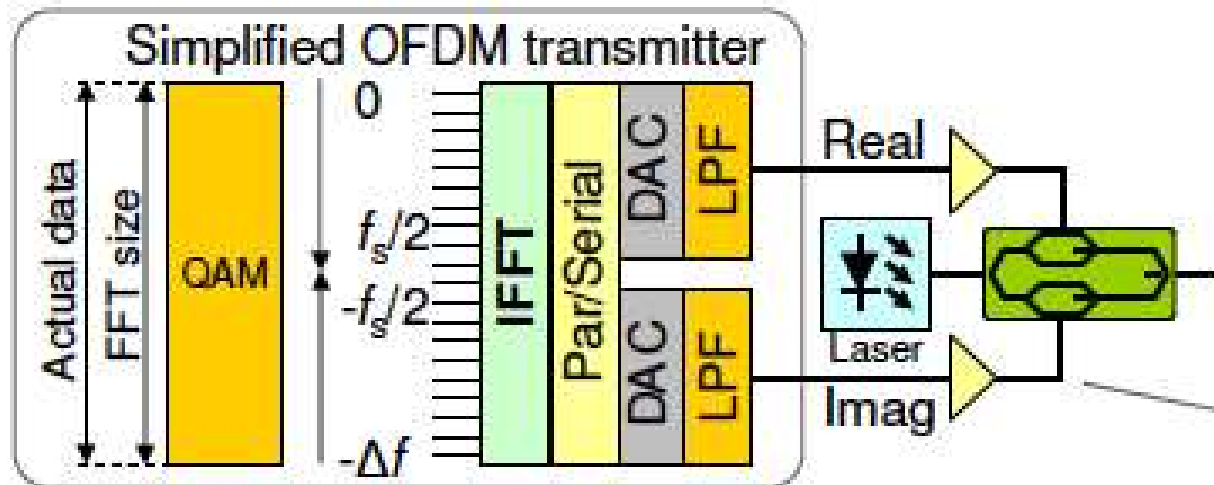 Simplified OFDM transmitter
Actual data
FFT size
QAM
0
fs/2
-fs/2
-Δf
IFFT
Par/Serial
DAC
LPF
DAC
LPF
Real
Laser
Imag